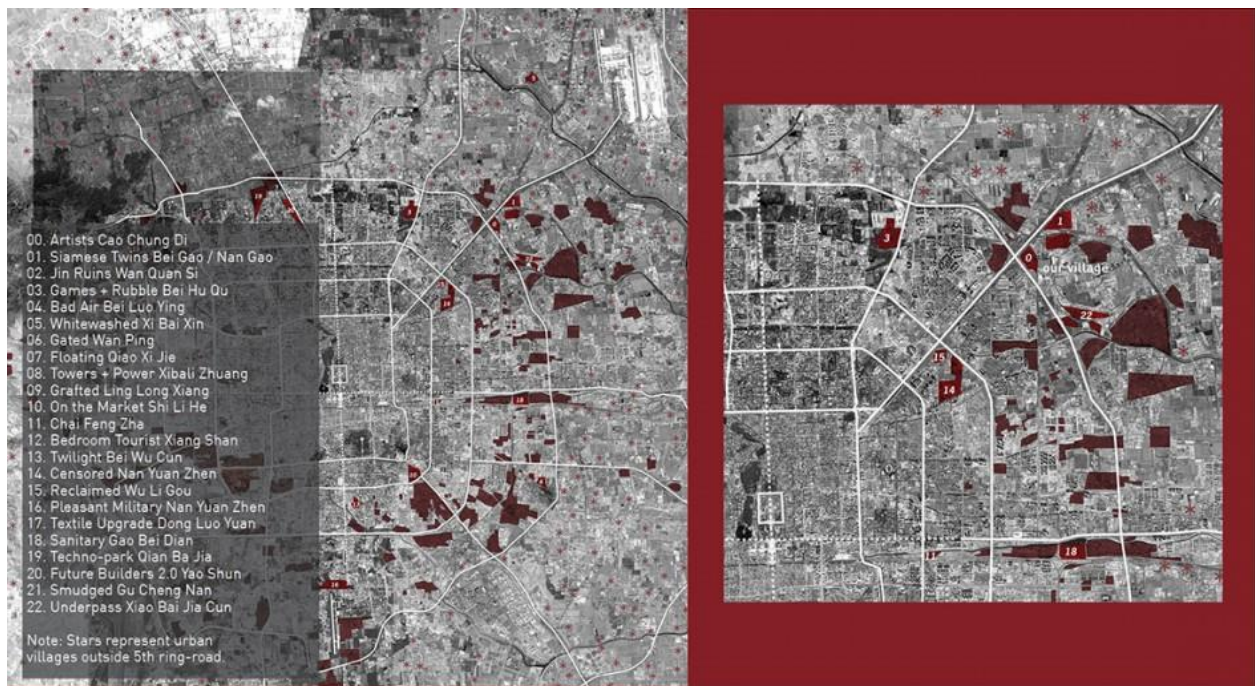 00. Artists Cao Chung Di
01. Siamese Twins Bei Gao / Nan Gao
02. Jin Ruins Wan Quan Si
03. Games + Rubble Bei Hu Qu
04. Bad Air Bei Luo Ying
05. Whitewashed Xi Bai Xin
06. Gated Wan Ping
07. Floating Qiao Xi Jie
08. Towers + Power Xibali Zhuang
09. Grafted Ling Long Xiang
10. On the Market Shi Li He
11. Chai Feng Zha
12. Bedroom Tourist Xiang Shan
13. Twilight Bei Wu Cun
14. Censored Nan Yuan Zhen
15. Reclaimed Wu Li Gou
16. Pleasant Military Nan Yuan Zhen
17. Textile Upgrade Dong Luo Yuan
18. Sanitary Gao Bei Dian
19. Techno-park Qian Ba Jia
20. Future Builders 2.0 Yao Shun
21. Smudged Gu Cheng Nan
22. Underpass Xiao Bai Jia Cun
Note: Stars represent urban
villages outside 5th ring-road.
19
3
1
0
14
18
16
1
3
0
our village
22
15
14
18